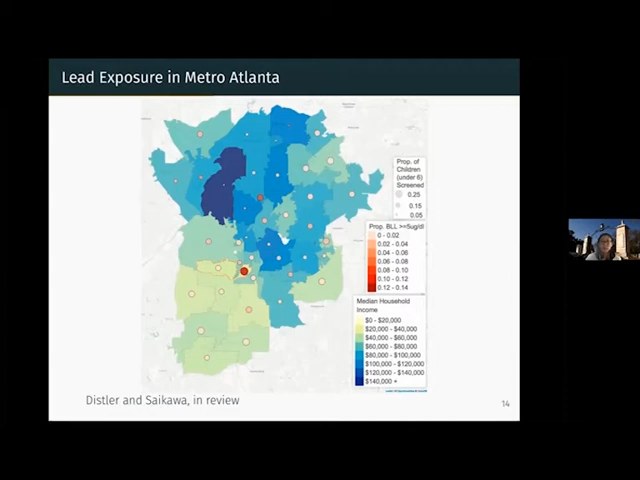 Lead Exposure in Metro Atlanta
Prop. of
Children
(under 6)
Screened
0.25
0.15
0.05
Prop. BLL >=5ug/dl
0 - 0.02
0.02 - 0.04
0.04 - 0.06
0.06 - 0.08
0.08 - 0.10
0.10 - 0.12
0.12 - 0.14
Median Household
Income
$0 - $20,000
$20,000 - $40,000
$40,000 - $60,000
$60,000 - $80,000
$80,000 - $100,000
$100,000 - $120,000
$120,000 - $140,000
$140,000 +
Distler and Saikawa, in review
14